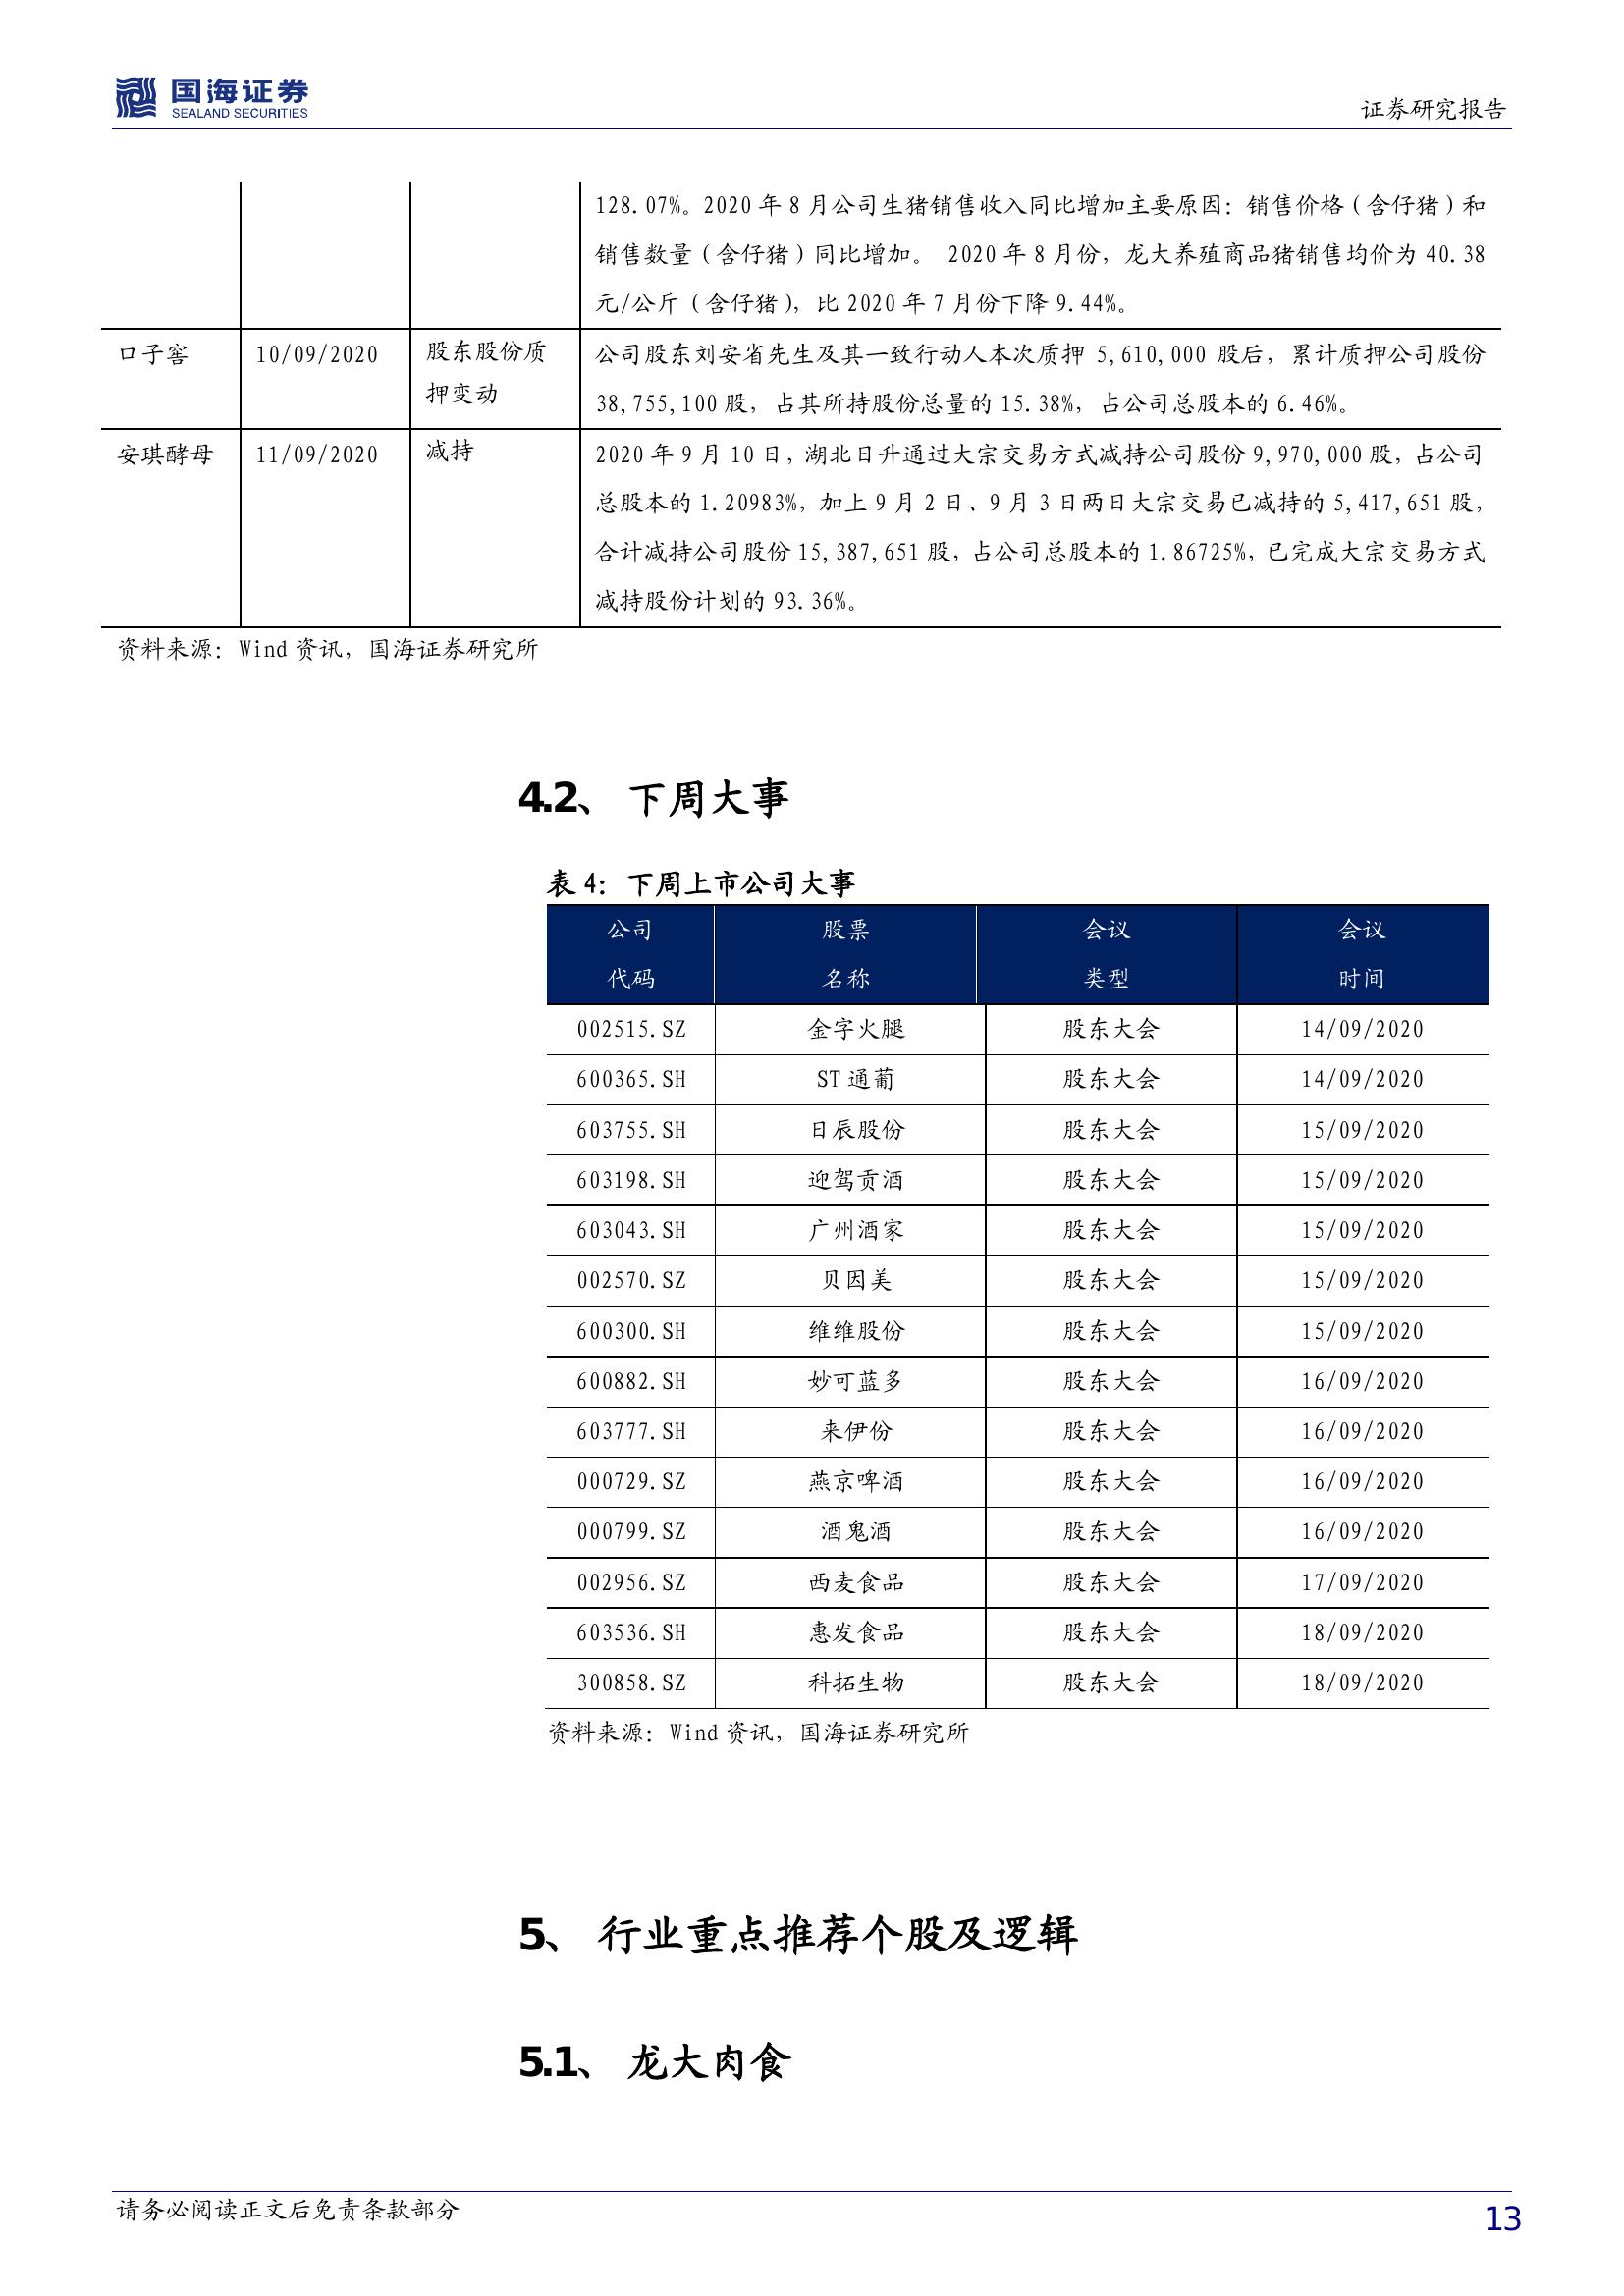 国海证券
SEALAND SECURITIES
证券研究报告
128.07%。2020 年 8 月公司生猪销售收入同比增加主要原因：销售价格（含仔猪）和
销售数量（含仔猪）同比增加。 2020 年 8 月份，龙大养殖商品猪销售均价为 40.38
元/公斤（含仔猪），比 2020 年 7 月份下降 9.44%。
口子窖 10/09/2020 股东股份质 公司股东刘安省先生及其一致行动人本次质押 5,610,000 股后，累计质押公司股份
押变动 38,755,100 股，占其所持股份总量的 15.38%，占公司总股本的 6.46%。
安琪酵母 11/09/2020 减持 2020 年 9 月 10 日，湖北日升通过大宗交易方式减持公司股份 9,970,000 股，占公司
总股本的 1.20983%，加上 9 月 2 日、9 月 3 日两日大宗交易已减持的 5,417,651 股，
合计减持公司股份 15,387,651 股，占公司总股本的 1.86725%，已完成大宗交易方式
减持股份计划的 93.36%。
资料来源：Wind 资讯，国海证券研究所
4.2、 下周大事
表 4：下周上市公司大事
公司 股票 会议 会议
代码 名称 类型 时间
002515.SZ 金字火腿 股东大会 14/09/2020
600365.SH ST 通葡 股东大会 14/09/2020
603755.SH 日辰股份 股东大会 15/09/2020
603198.SH 迎驾贡酒 股东大会 15/09/2020
603043.SH 广州酒家 股东大会 15/09/2020
002570.SZ 贝因美 股东大会 15/09/2020
600300.SH 维维股份 股东大会 15/09/2020
600882.SH 妙可蓝多 股东大会 16/09/2020
603777.SH 来伊份 股东大会 16/09/2020
000729.SZ 燕京啤酒 股东大会 16/09/2020
000799.SZ 酒鬼酒 股东大会 16/09/2020
002956.SZ 西麦食品 股东大会 17/09/2020
603536.SH 惠发食品 股东大会 18/09/2020
300858.SZ 科拓生物 股东大会 18/09/2020
资料来源：Wind 资讯，国海证券研究所
5、 行业重点推荐个股及逻辑
5.1、 龙大肉食
请务必阅读正文后免责条款部分
13